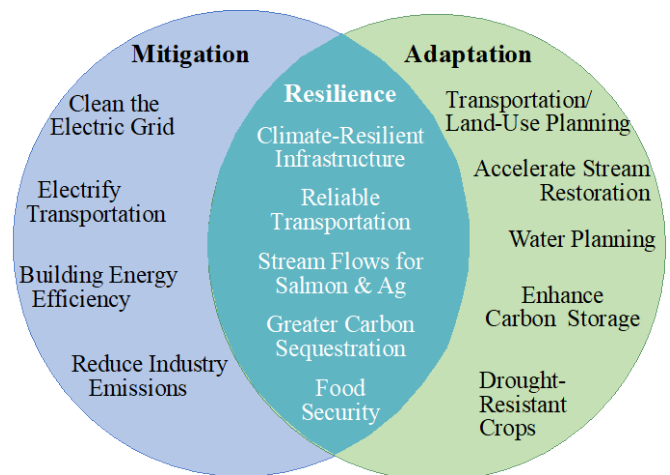 Mitigation
Clean the
Electric Grid
Electrify
Transportation
Building Energy
Efficiency
Reduce Industry
Emissions
Resilience
Climate-Resilient
Infrastructure
Reliable
Transportation
Stream Flows for
Salmon & Ag
Greater Carbon
Sequestration
Food
Security
Adaptation
Transportation/
Land-Use Planning
Accelerate Stream
Restoration
Water Planning
Enhance
Carbon Storage
Drought-
Resistant
Crops